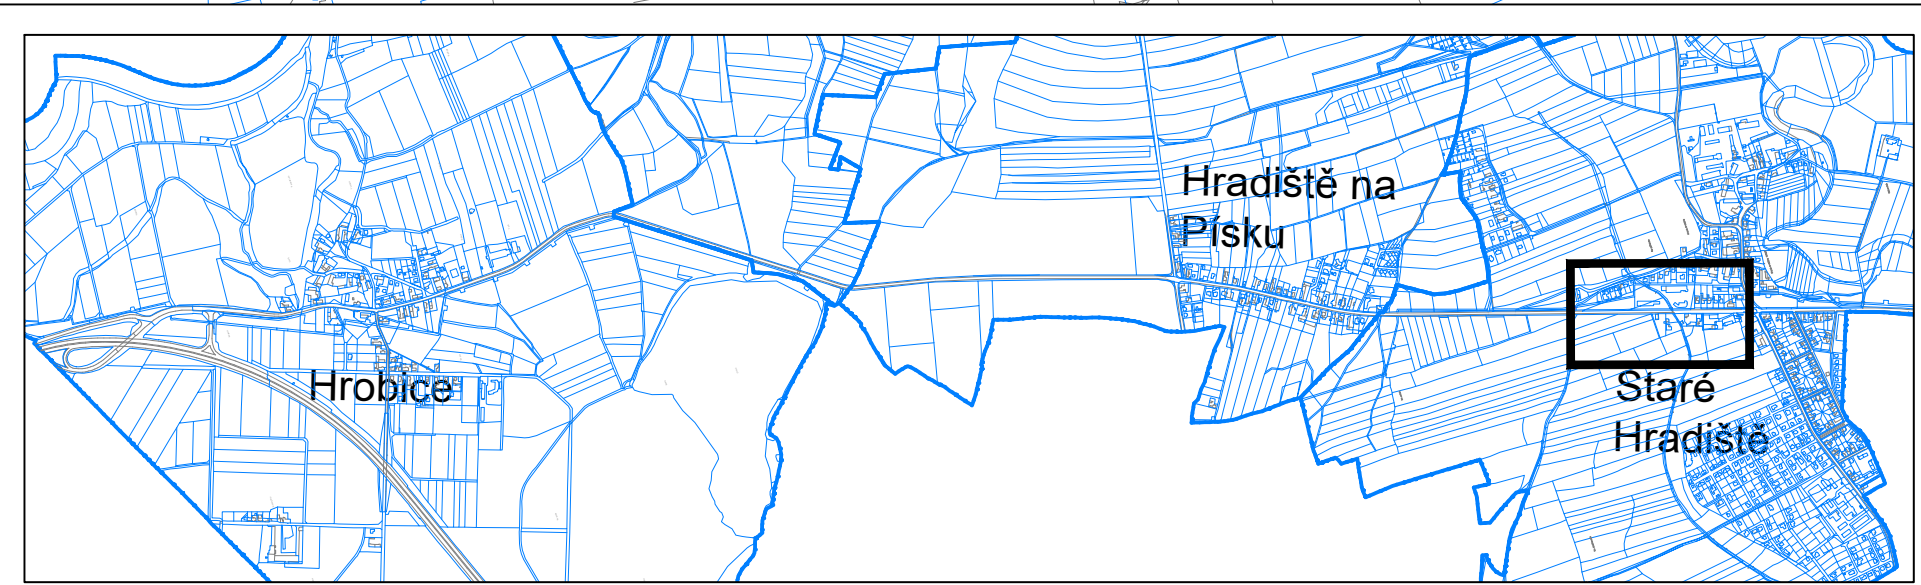 Hradiště na
Písku
Hrobice
Staré
Hradiště